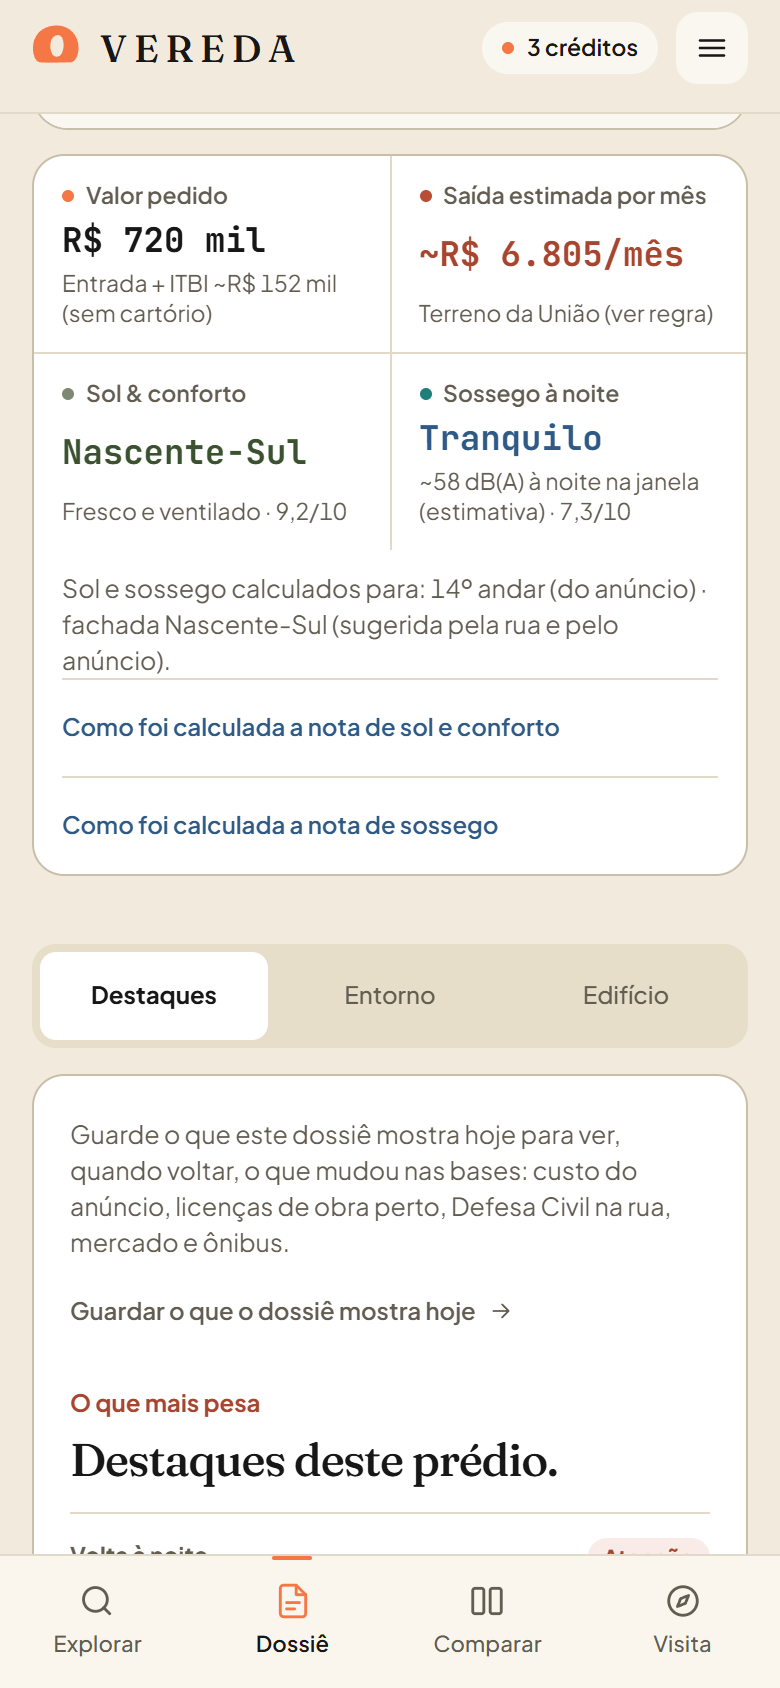 VEREDA
3 créditos
Valor pedido
R$ 720 mil
Entrada + ITBI ~R$ 152 mil
(sem cartório)
Saída estimada por mês
~R$ 6.805/mês
Terreno da União (ver regra)
Sol & conforto
Nascente-Sul
Fresco e ventilado · 9,2/10
Sossego à noite
Tranquilo
~58 dB(A) à noite na janela
(estimativa) · 7,3/10
Sol e sossego calculados para: 14º andar (do anúncio) ·
fachada Nascente-Sul (sugerida pela rua e pelo
anúncio).
Como foi calculada a nota de sol e conforto
Como foi calculada a nota de sossego
Destaques
Entorno
Edifício
Guarde o que este dossiê mostra hoje para ver,
quando voltar, o que mudou nas bases: custo do
anúncio, licenças de obra perto, Defesa Civil na rua,
mercado e ônibus.
Guardar o que o dossiê mostra hoje →
O que mais pesa
Destaques deste prédio.
Explorar
Dossiê
Comparar
Visita